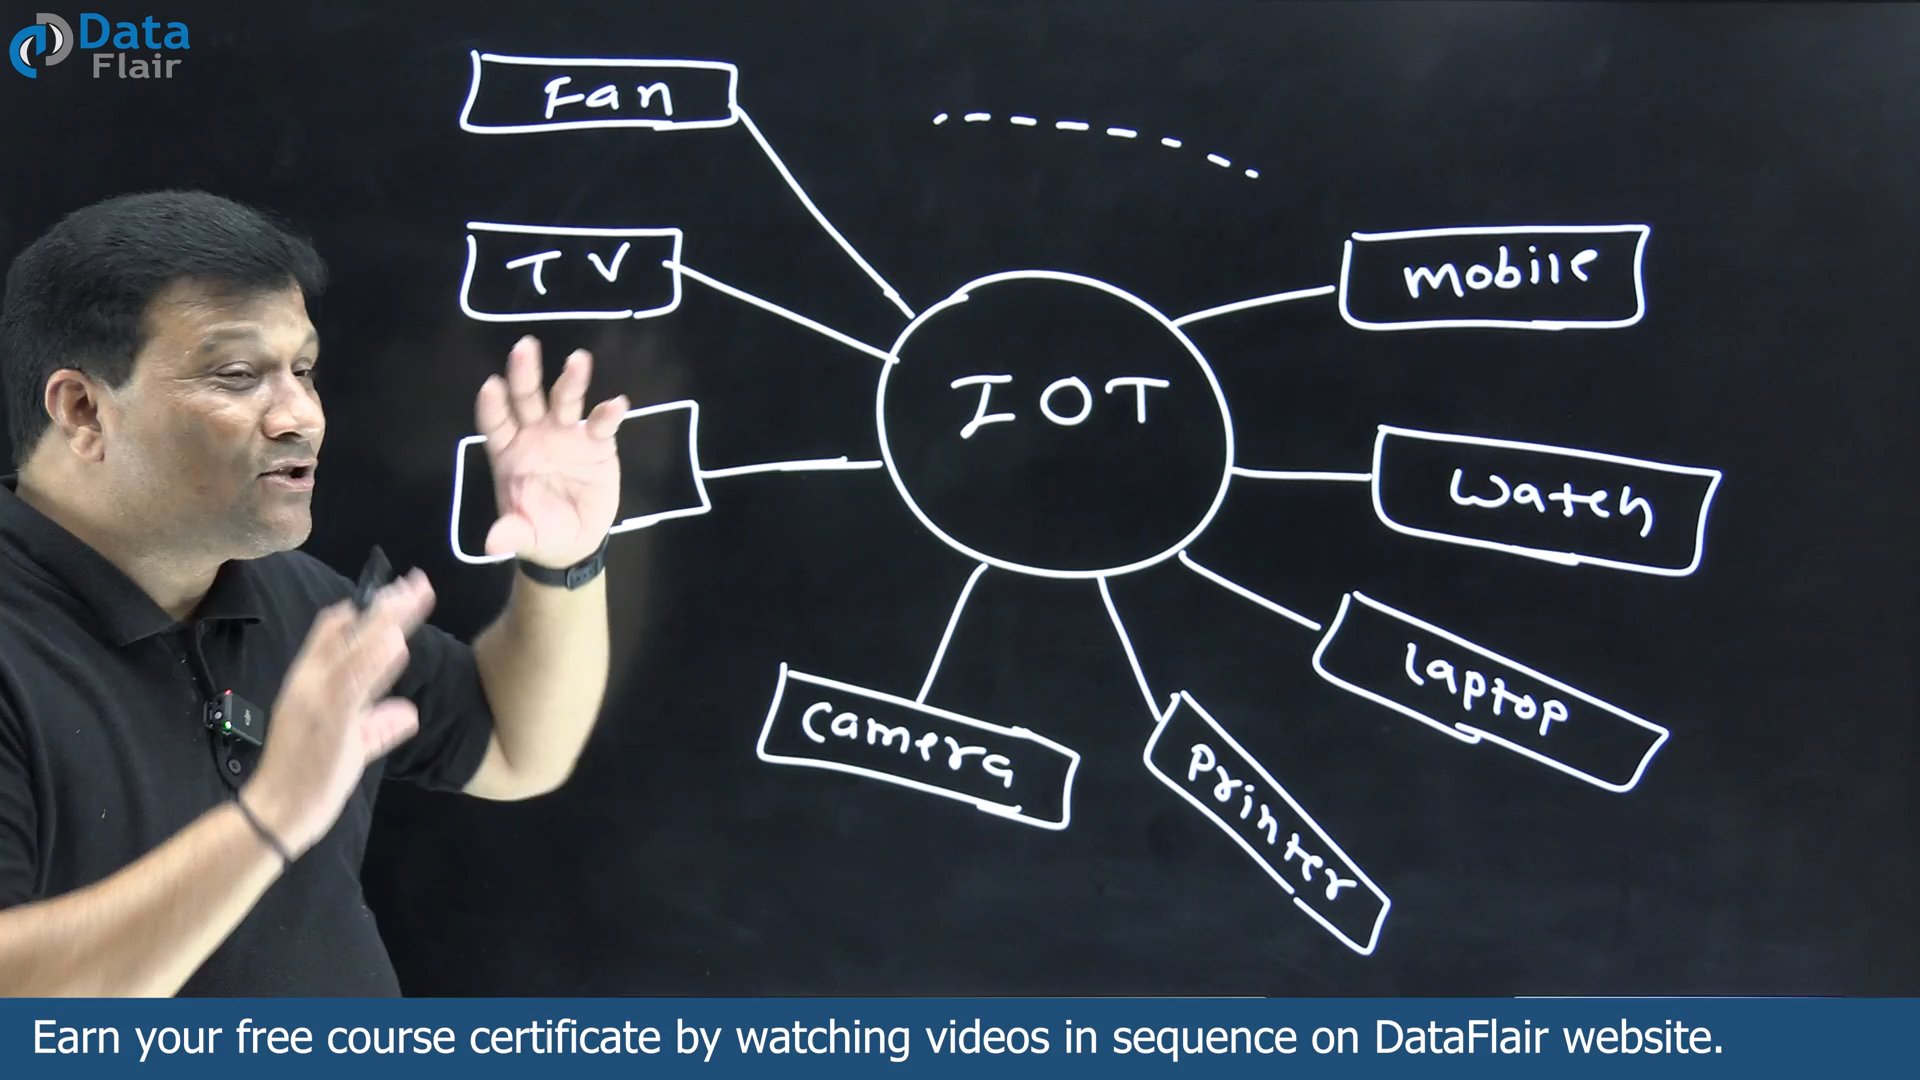 Data
Flair
Fan
TV
IOT
mobile
watch
laptop
camera
printer
Earn your free course certificate by watching videos in sequence on DataFlair website.